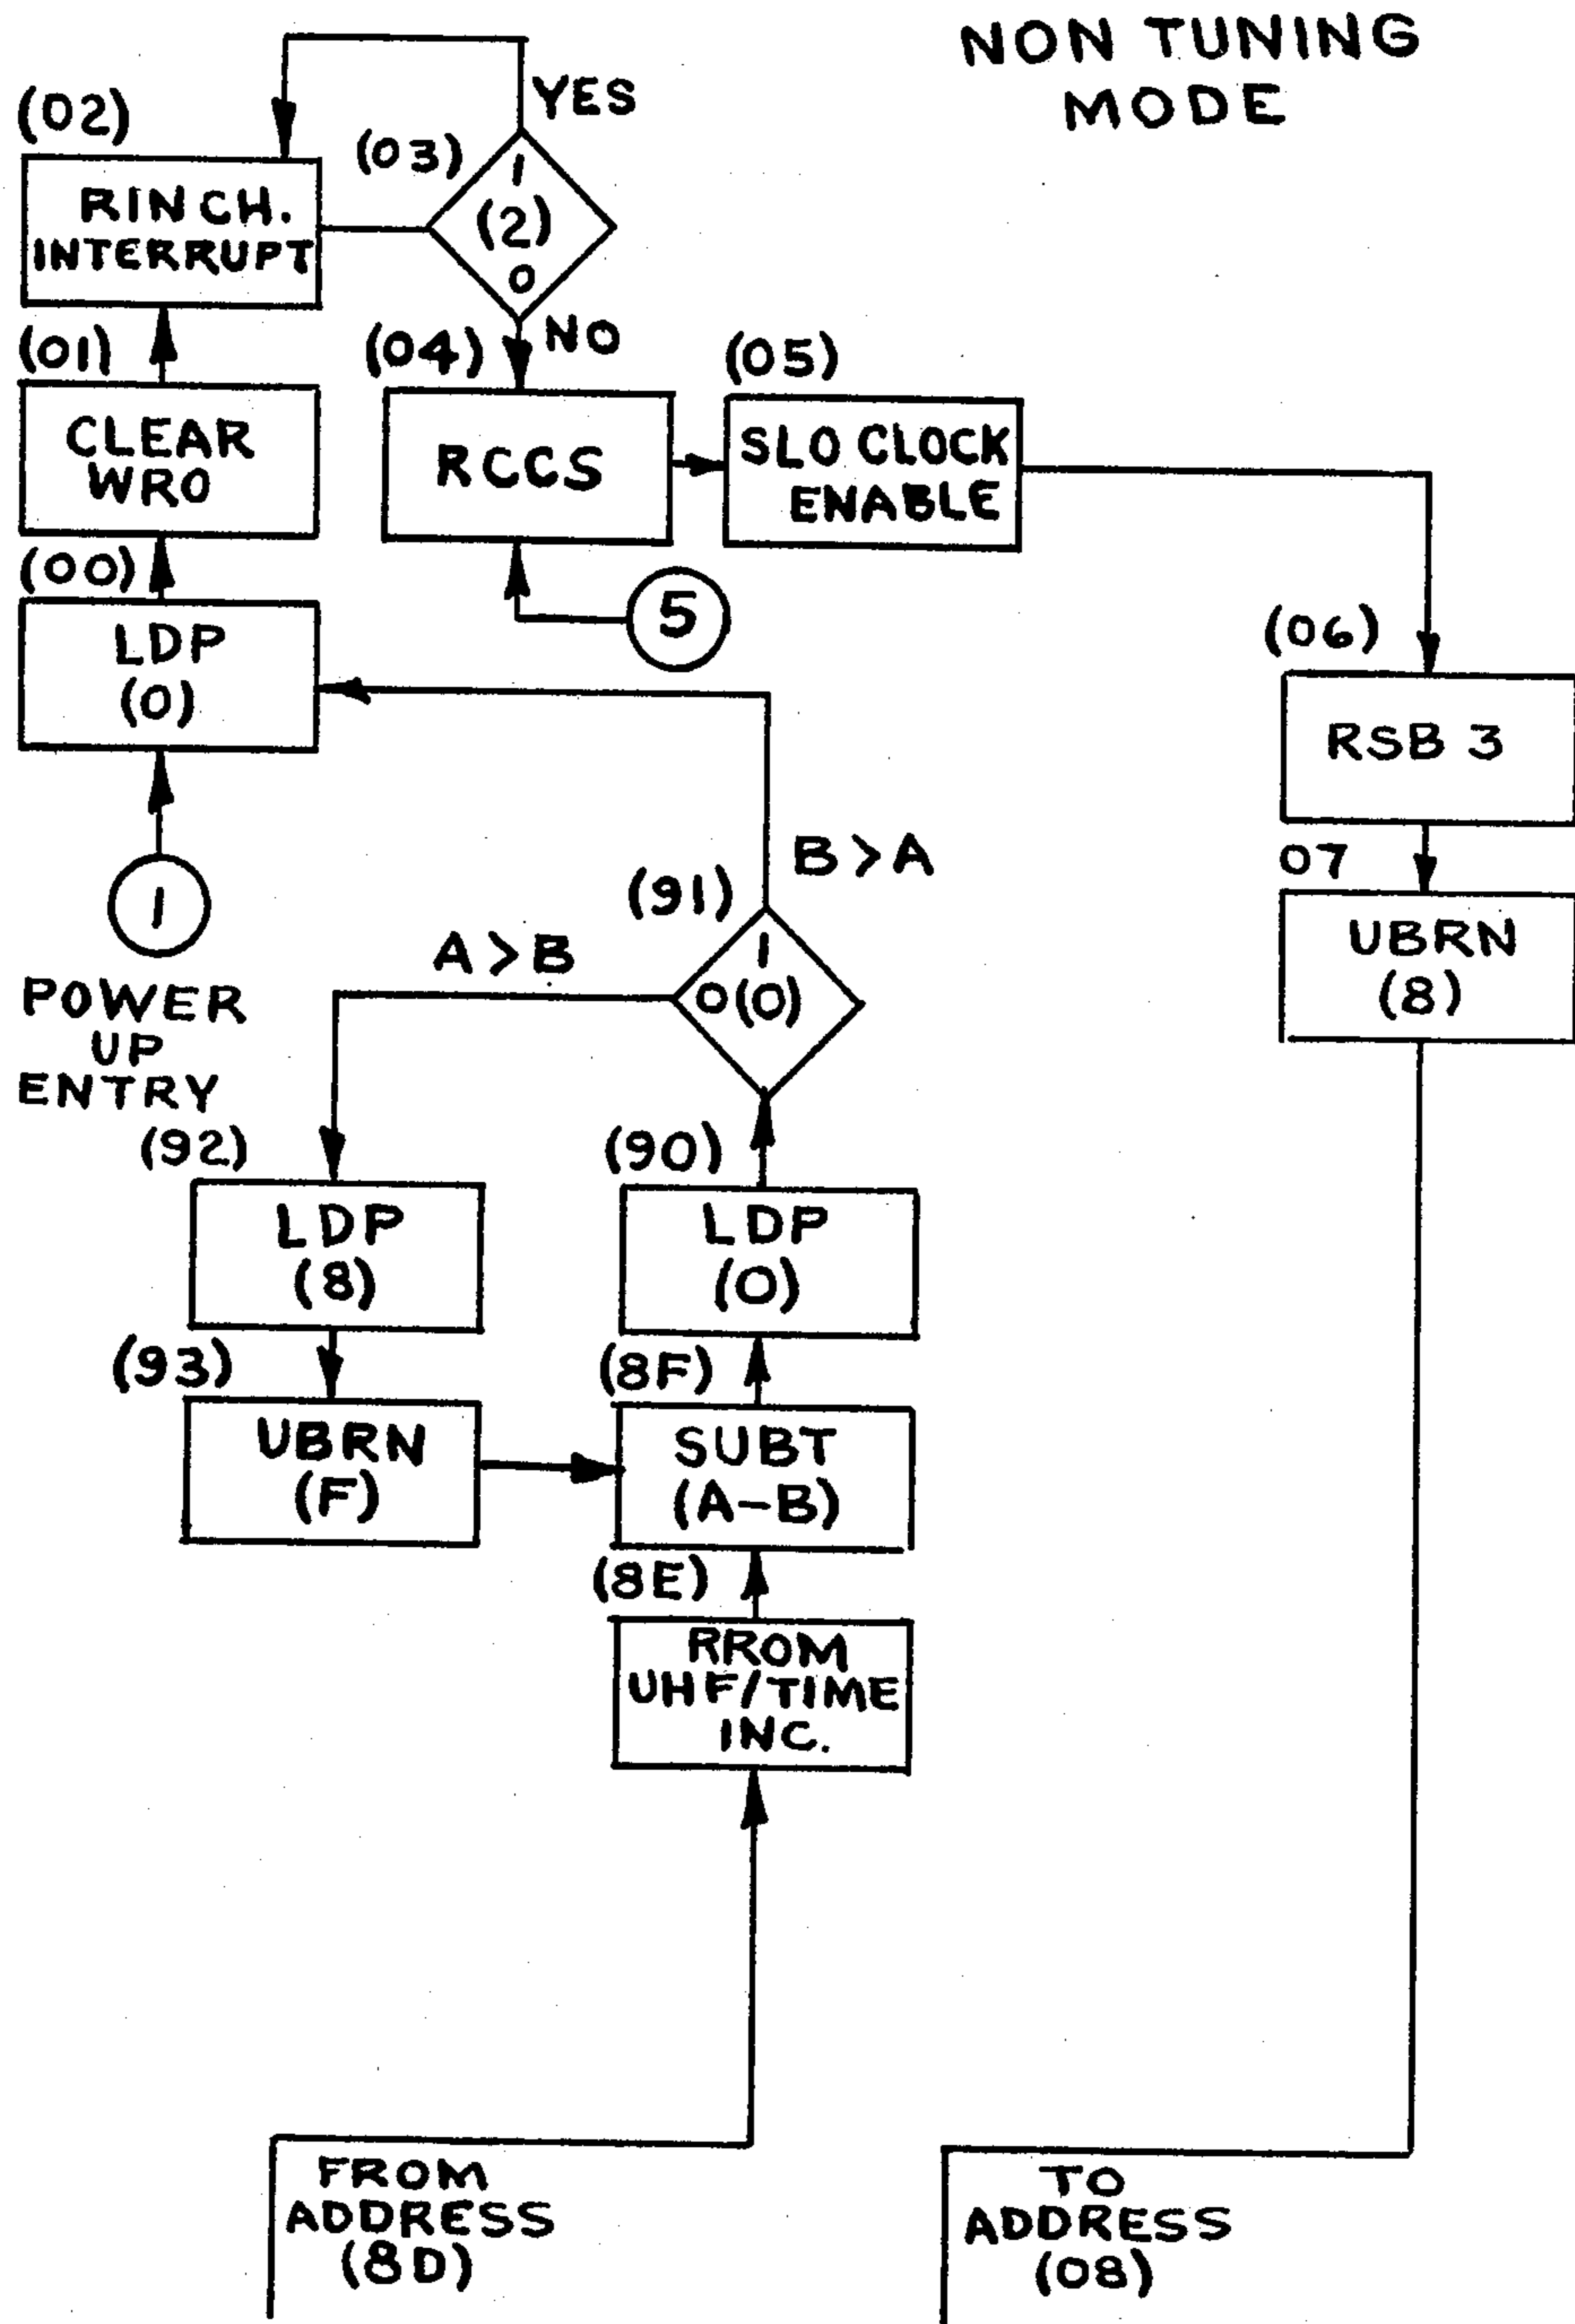 NON TUNING
MODE
YES
(02)
(03)
1
(2)
0
RINCH.
INTERRUPT
NO
(01)
(04)
(05)
CLEAR
WRO
RCCS
SLO CLOCK
ENABLE
(00)
5
LDP
(0)
(06)
RSB 3
07
UBRN
(8)
1
POWER
UP
ENTRY
B>A
(91)
A>B
1
0(0)
(92)
(90)
LDP
(8)
LDP
(0)
(93)
(8F)
UBRN
(F)
SUBT
(A-B)
(8E)
RROM
UHF/TIME
INC.
FROM
ADDRESS
(8D)
TO
ADDRESS
(08)